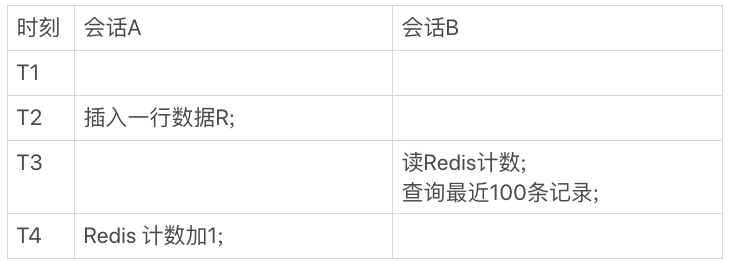 时刻 会话A 会话B
T1
T2 插入一行数据R;
T3 读Redis计数;
查询最近100条记录;
T4 Redis 计数加1;